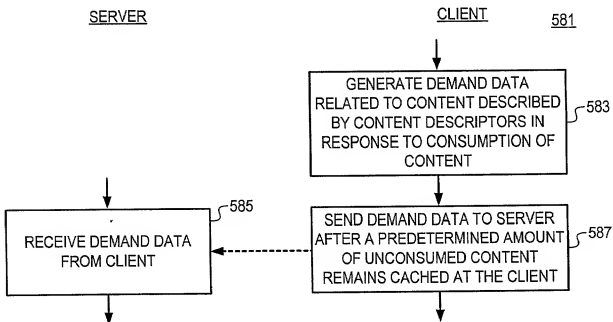 SERVER
CLIENT
581
GENERATE DEMAND DATA
RELATED TO CONTENT DESCRIBED
BY CONTENT DESCRIPTORS IN
RESPONSE TO CONSUMPTION OF
CONTENT
583
RECEIVE DEMAND DATA
FROM CLIENT
585
SEND DEMAND DATA TO SERVER
AFTER A PREDETERMINED AMOUNT
OF UNCONSUMED CONTENT
REMAINS CACHED AT THE CLIENT
587